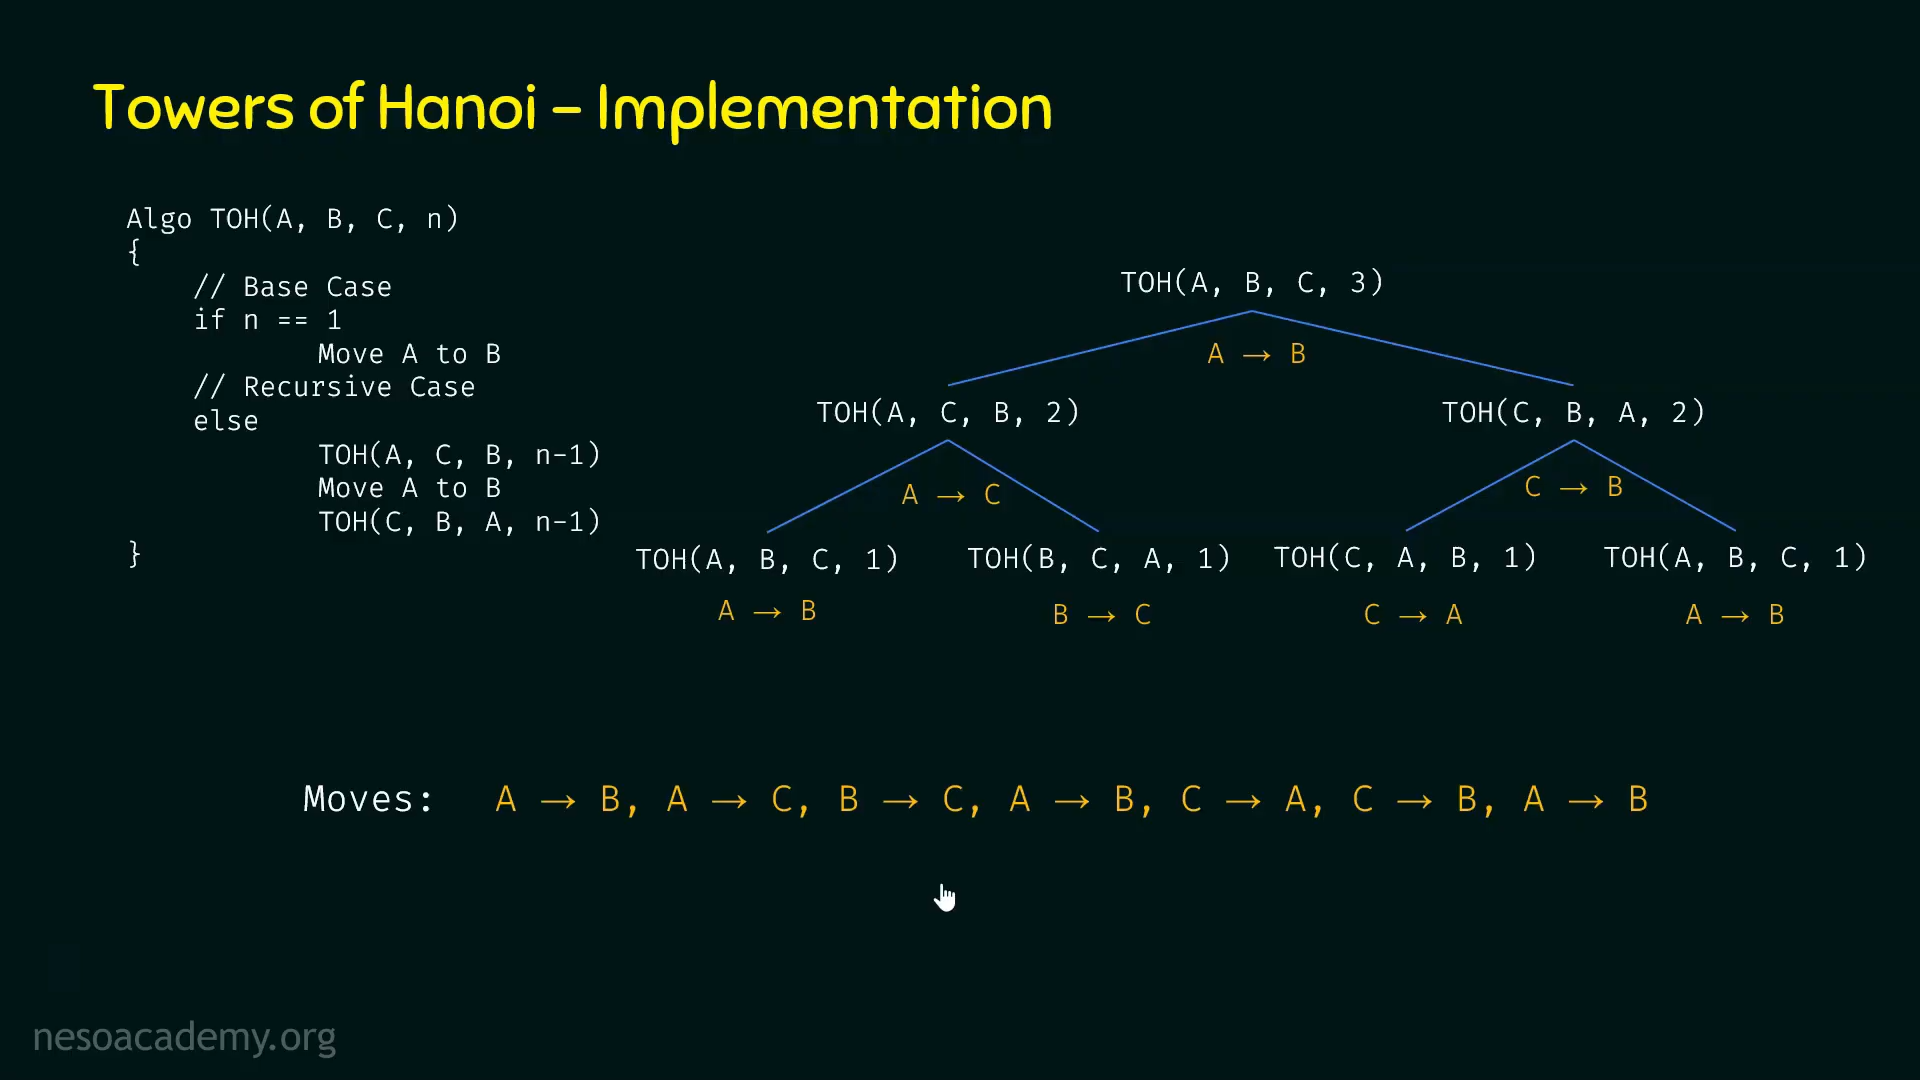 Towers of Hanoi – Implementation
Algo TOH(A, B, C, n)
{
// Base Case
if n == 1
Move A to B
// Recursive Case
else
TOH(A, C, B, n-1)
Move A to B
TOH(C, B, A, n-1)
}
TOH(A, B, C, 3)
A → B
TOH(A, C, B, 2) TOH(C, B, A, 2)
A → C C → B
TOH(A, B, C, 1) TOH(B, C, A, 1) TOH(C, A, B, 1) TOH(A, B, C, 1)
A → B B → C C → A A → B
Moves: A → B, A → C, B → C, A → B, C → A, C → B, A → B
nesoacademy.org